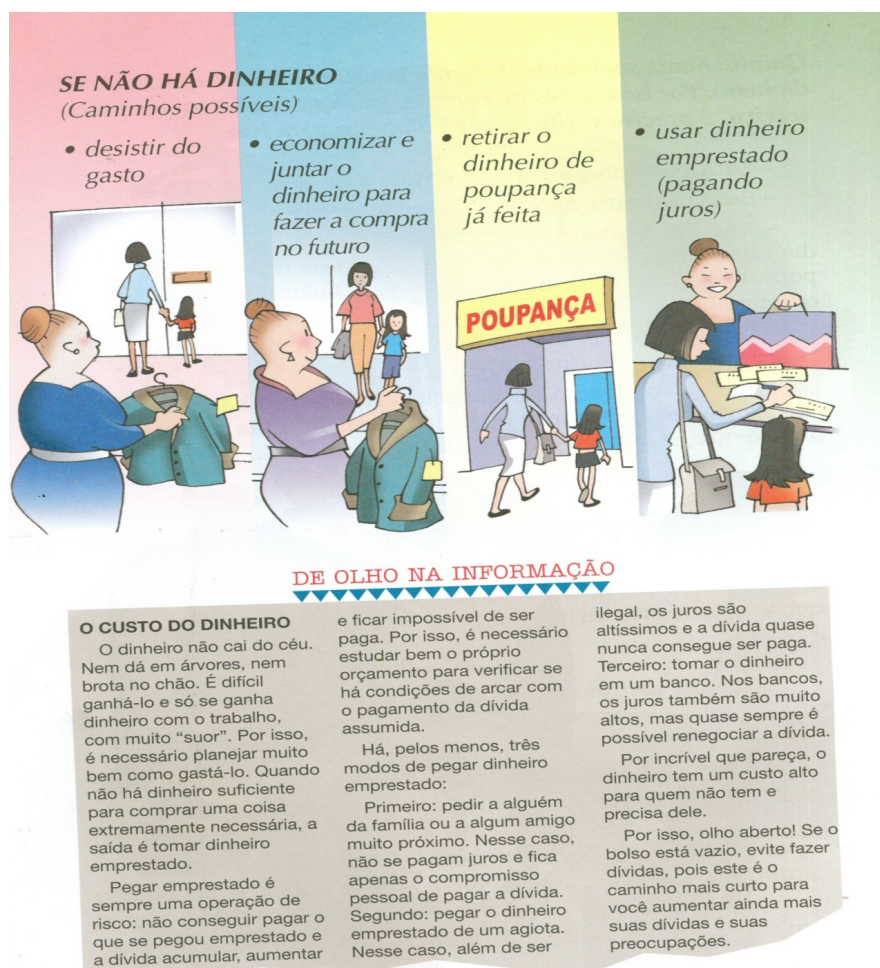 SE NÃO HÁ DINHEIRO
(Caminhos possíveis)
• desistir do
gasto
• economizar e
juntar o
dinheiro para
fazer a compra
no futuro
• retirar o
dinheiro de
poupança
já feita
• usar dinheiro
emprestado
(pagando
juros)
POUPANÇA
DE OLHO NA INFORMAÇÃO
O CUSTO DO DINHEIRO
O dinheiro não cai do céu.
Nem dá em árvores, nem
brota no chão. É difícil
ganhá-lo e só se ganha
dinheiro com o trabalho,
com muito “suor”. Por isso,
é necessário planejar muito
bem como gastá-lo. Quando
não há dinheiro suficiente
para comprar uma coisa
extremamente necessária, a
saída é tomar dinheiro
emprestado.
Pegar emprestado é
sempre uma operação de
risco: não conseguir pagar o
que se pegou emprestado e
a dívida acumular, aumentar
e ficar impossível de ser
paga. Por isso, é necessário
estudar bem o próprio
orçamento para verificar se
há condições de arcar com
o pagamento da dívida
assumida.
Há, pelos menos, três
modos de pegar dinheiro
emprestado:
Primeiro: pedir a alguém
da família ou a algum amigo
muito próximo. Nesse caso,
não se pagam juros e fica
apenas o compromisso
pessoal de pagar a dívida.
Segundo: pegar o dinheiro
emprestado de um agiota.
Nesse caso, além de ser
ilegal, os juros são
altíssimos e a dívida quase
nunca consegue ser paga.
Terceiro: tomar o dinheiro
em um banco. Nos bancos,
os juros também são muito
altos, mas quase sempre é
possível renegociar a dívida.
Por incrível que pareça, o
dinheiro tem um custo alto
para quem não tem e
precisa dele.
Por isso, olho aberto! Se o
bolso está vazio, evite fazer
dívidas, pois este é o
caminho mais curto para
você aumentar ainda mais
suas dívidas e suas
preocupações.